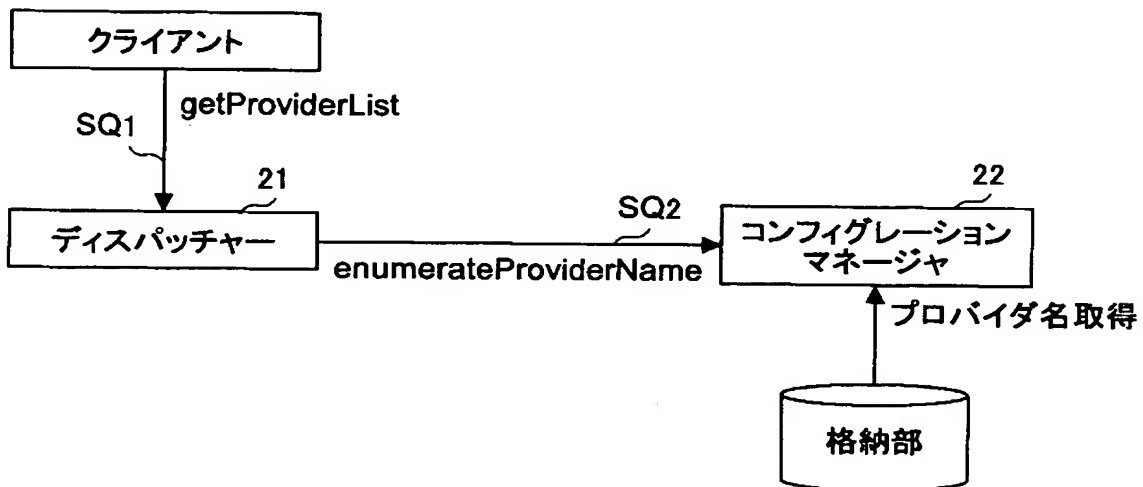 クライアント
getProviderList
SQ1
21
ディスパッチャー
SQ2
enumerateProviderName
22
コンフィグレーション
マネージャ
プロバイダ名取得
格納部